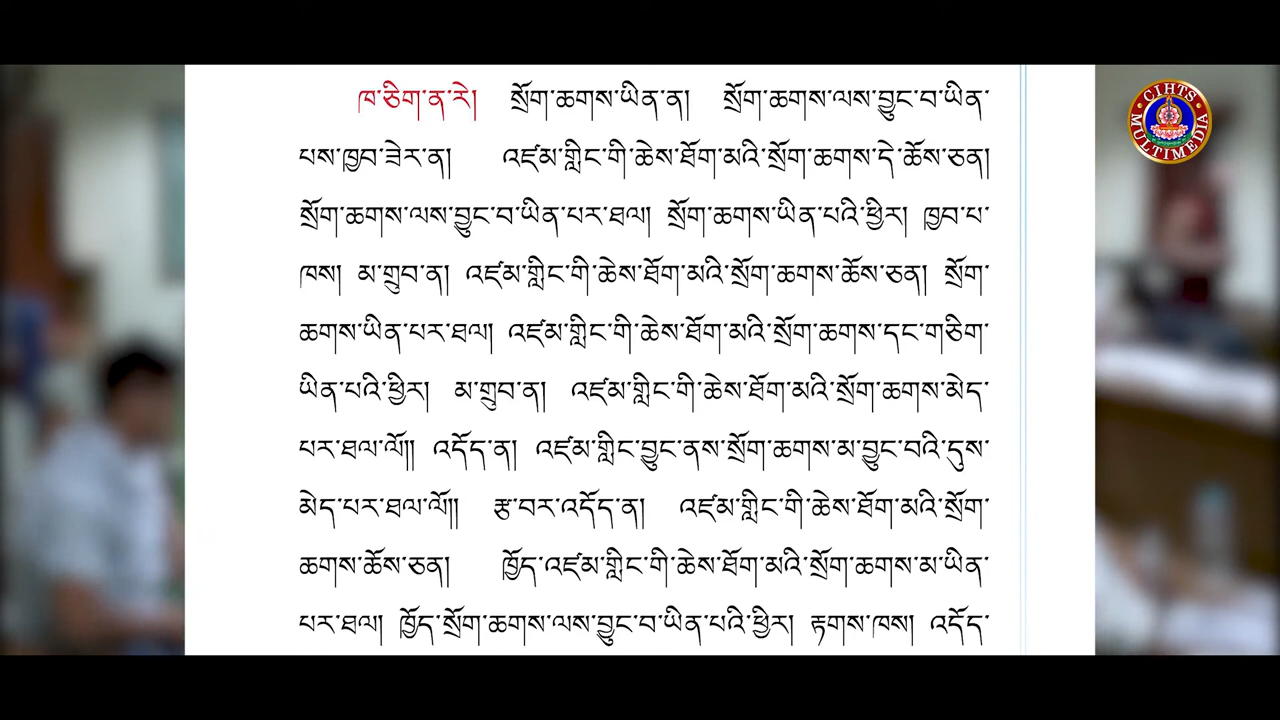 ཁ་ཅིག་ན་རེ། སྲོག་ཆགས་ཡིན་ན། སྲོག་ཆགས་ལས་བྱུང་བ་ཡིན་
པས་ཁྱབ་ཟེར་ན། འཛམ་གླིང་གི་ཆེས་ཐོག་མའི་སྲོག་ཆགས་དེ་ཆོས་ཅན།
སྲོག་ཆགས་ལས་བྱུང་བ་ཡིན་པར་ཐལ། སྲོག་ཆགས་ཡིན་པའི་ཕྱིར། ཁྱབ་པ་
ཁས། མ་གྲུབ་ན། འཛམ་གླིང་གི་ཆེས་ཐོག་མའི་སྲོག་ཆགས་ཆོས་ཅན། སྲོག་
ཆགས་ཡིན་པར་ཐལ། འཛམ་གླིང་གི་ཆེས་ཐོག་མའི་སྲོག་ཆགས་དང་གཅིག་
ཡིན་པའི་ཕྱིར། མ་གྲུབ་ན། འཛམ་གླིང་གི་ཆེས་ཐོག་མའི་སྲོག་ཆགས་མེད་
པར་ཐལ་ལོ།། འདོད་ན། འཛམ་གླིང་བྱུང་ནས་སྲོག་ཆགས་མ་བྱུང་བའི་དུས་
མེད་པར་ཐལ་ལོ།། རྩ་བར་འདོད་ན། འཛམ་གླིང་གི་ཆེས་ཐོག་མའི་སྲོག་
ཆགས་ཆོས་ཅན། ཁྱོད་འཛམ་གླིང་གི་ཆེས་ཐོག་མའི་སྲོག་ཆགས་མ་ཡིན་
པར་ཐལ། ཁྱོད་སྲོག་ཆགས་ལས་བྱུང་བ་ཡིན་པའི་ཕྱིར། རྟགས་ཁས། འདོད་
CIHTS
MULTIMEDIA